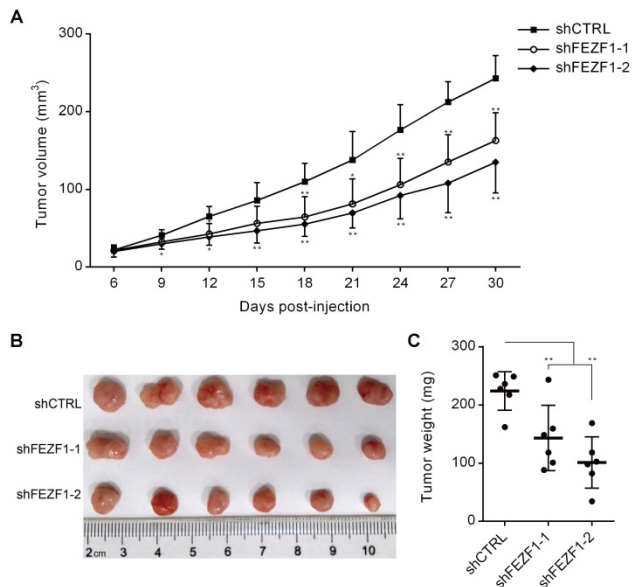 A
shCTRL
shFEZF1-1
shFEZF1-2
300
200
100
0
Tumor volume (mm³)
** * ** ** **
* * ** ** ** ** ** **
6 9 12 15 18 21 24 27 30
Days post-injection
B
shCTRL
shFEZF1-1
shFEZF1-2
2cm 3 4 5 6 7 8 9 10
C
** **
300
200
100
0
Tumor weight (mg)
shCTRL
shFEZF1-1
shFEZF1-2